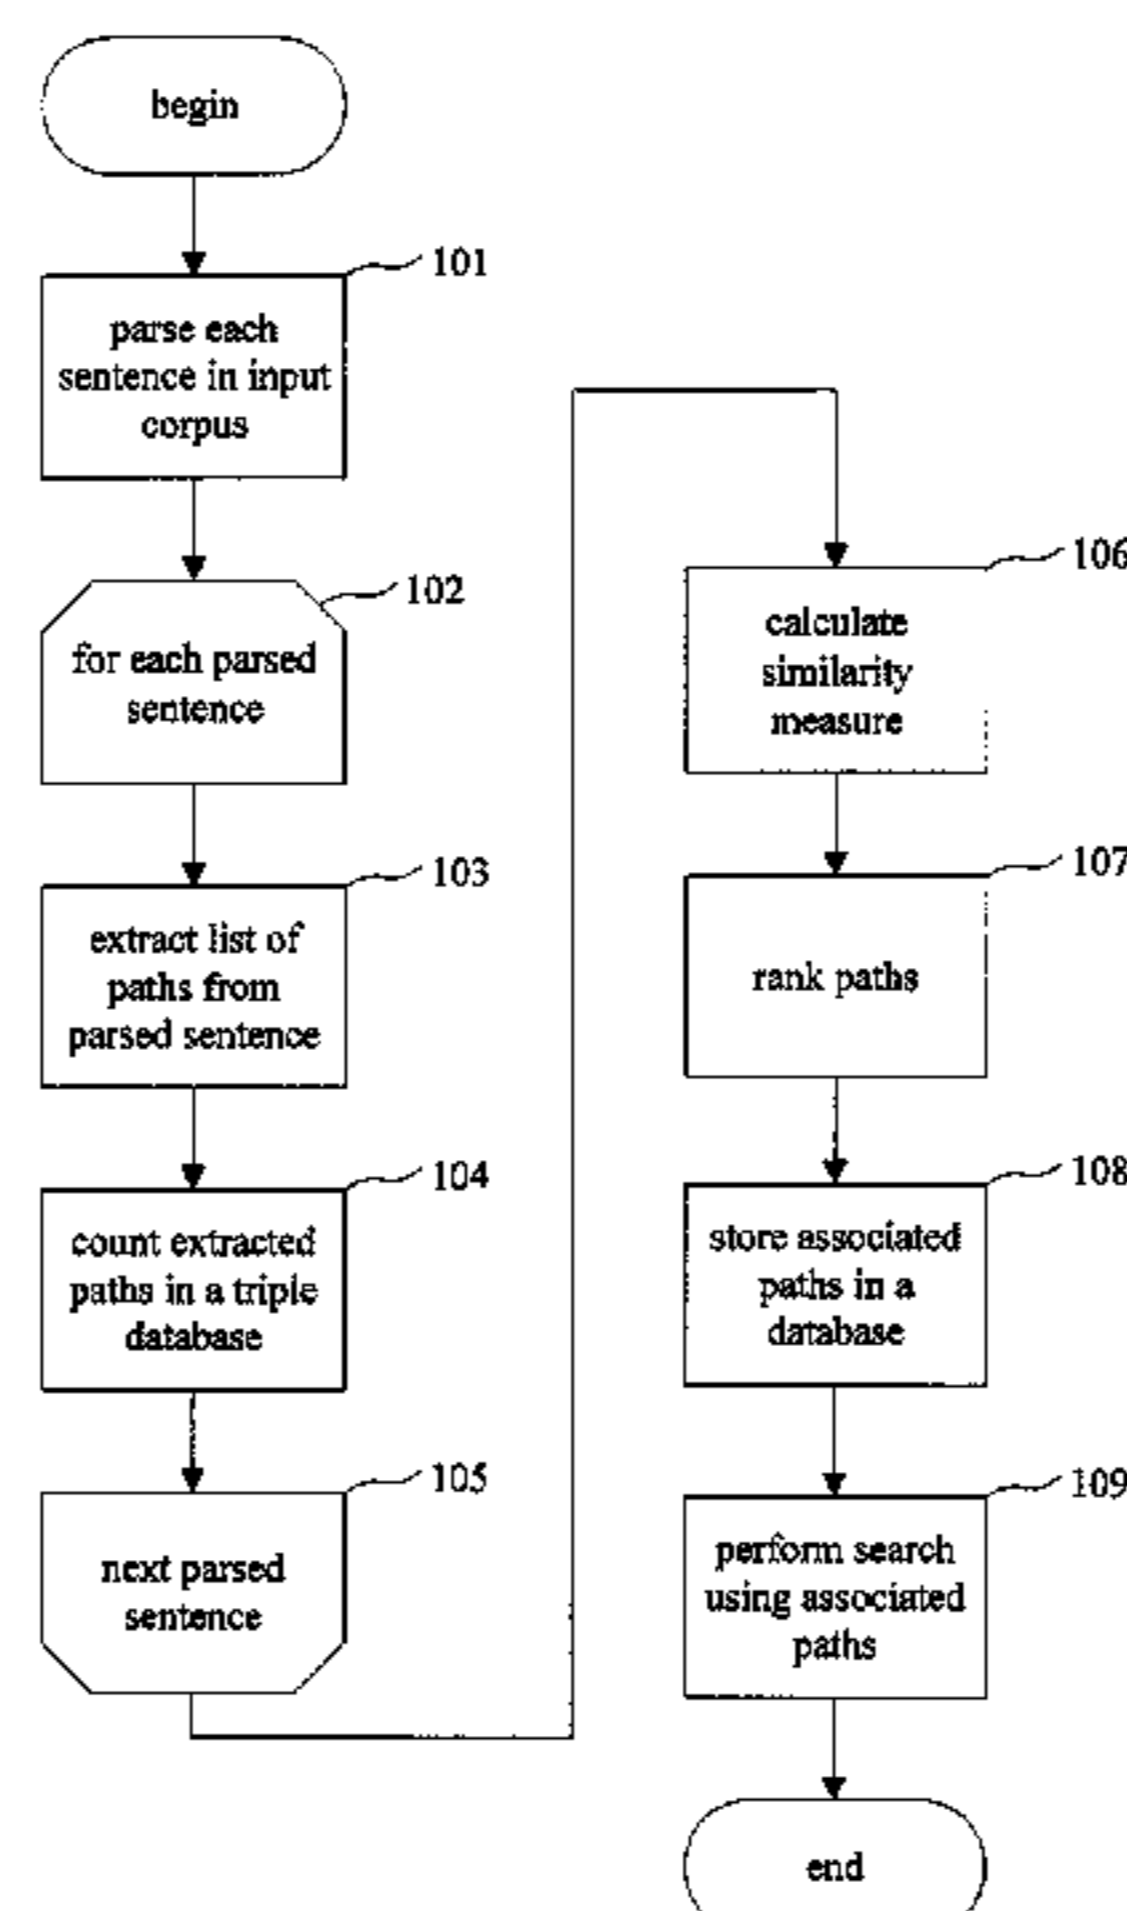 begin
101
parse each
sentence in input
corpus
102
for each parsed
sentence
103
extract list of
paths from
parsed sentence
104
count extracted
paths in a triple
database
105
next parsed
sentence
106
calculate
similarity
measure
107
rank paths
108
store associated
paths in a
database
109
perform search
using associated
paths
end